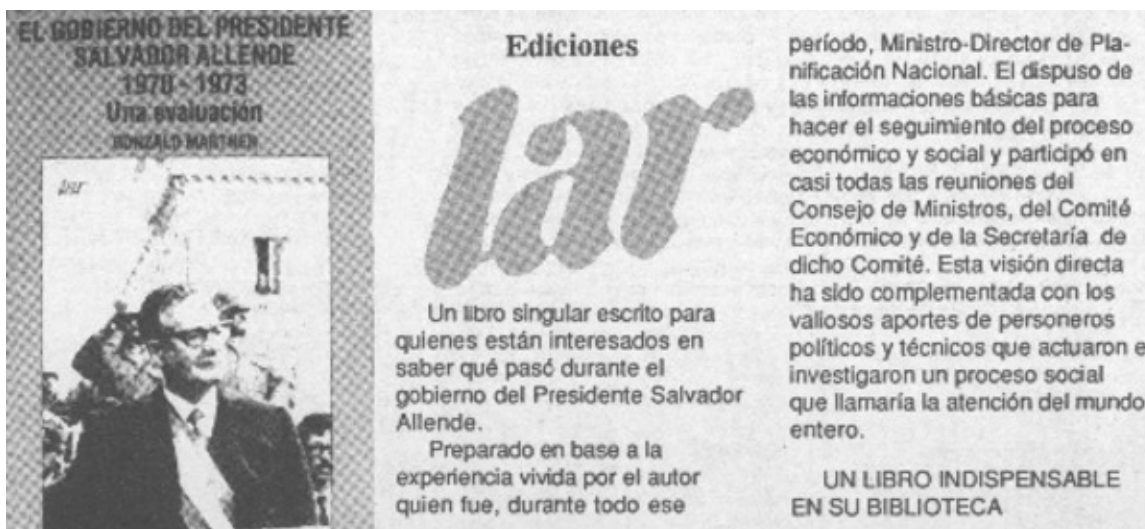 EL GOBIERNO DEL PRESIDENTE
SALVADOR ALLENDE
1970 - 1973
Una evaluación
GONZALO MARTNER
lar
Ediciones
lar
Un libro singular escrito para
quienes están interesados en
saber qué pasó durante el
gobierno del Presidente Salvador
Allende.
Preparado en base a la
experiencia vivida por el autor
quien fue, durante todo ese
período, Ministro-Director de Pla-
nificación Nacional. El dispuso de
las informaciones básicas para
hacer el seguimiento del proceso
económico y social y participó en
casi todas las reuniones del
Consejo de Ministros, del Comité
Económico y de la Secretaría de
dicho Comité. Esta visión directa
ha sido complementada con los
valiosos aportes de personeros
políticos y técnicos que actuaron e
investigaron un proceso social
que llamaría la atención del mundo
entero.
UN LIBRO INDISPENSABLE
EN SU BIBLIOTECA